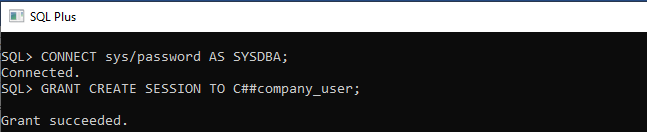 SQL Plus
SQL> CONNECT sys/password AS SYSDBA;
Connected.
SQL> GRANT CREATE SESSION TO C##company_user;
Grant succeeded.